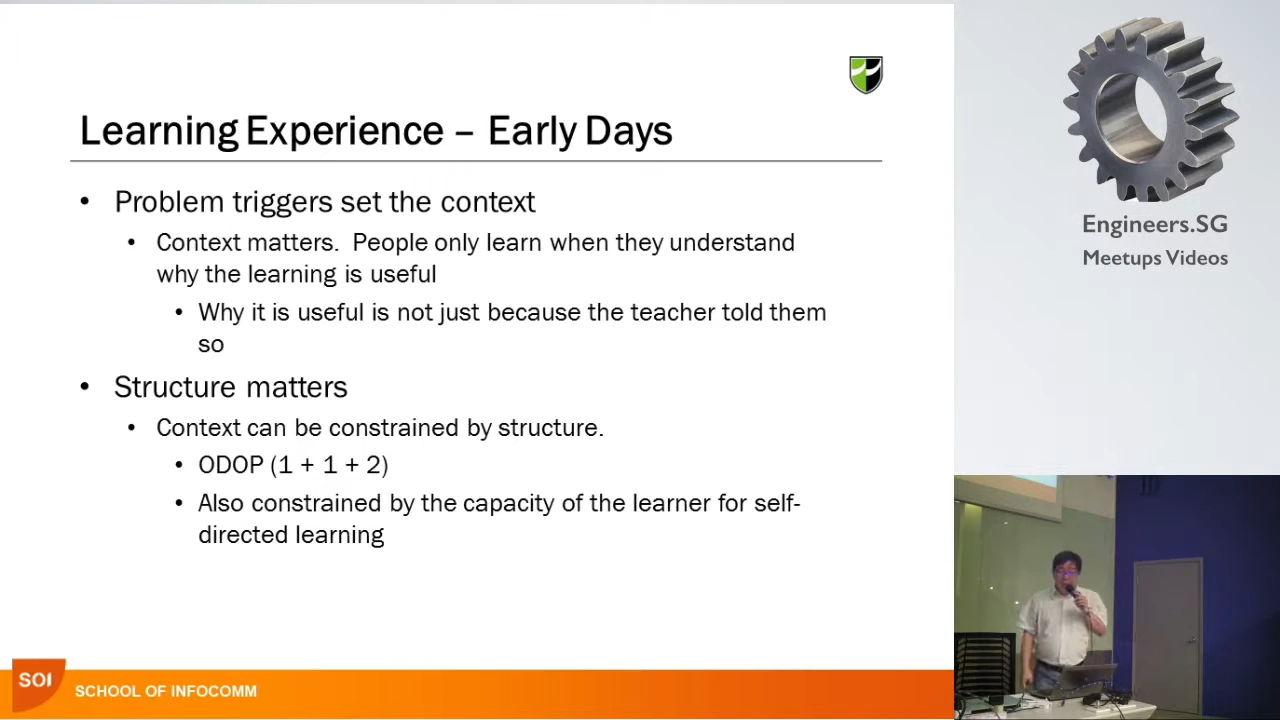 Learning Experience – Early Days
• Problem triggers set the context
• Context matters.  People only learn when they understand
why the learning is useful
• Why it is useful is not just because the teacher told them
so
• Structure matters
• Context can be constrained by structure.
• ODOP (1 + 1 + 2)
• Also constrained by the capacity of the learner for self-
directed learning
SOI
SCHOOL OF INFOCOMM
Engineers.SG
Meetups Videos